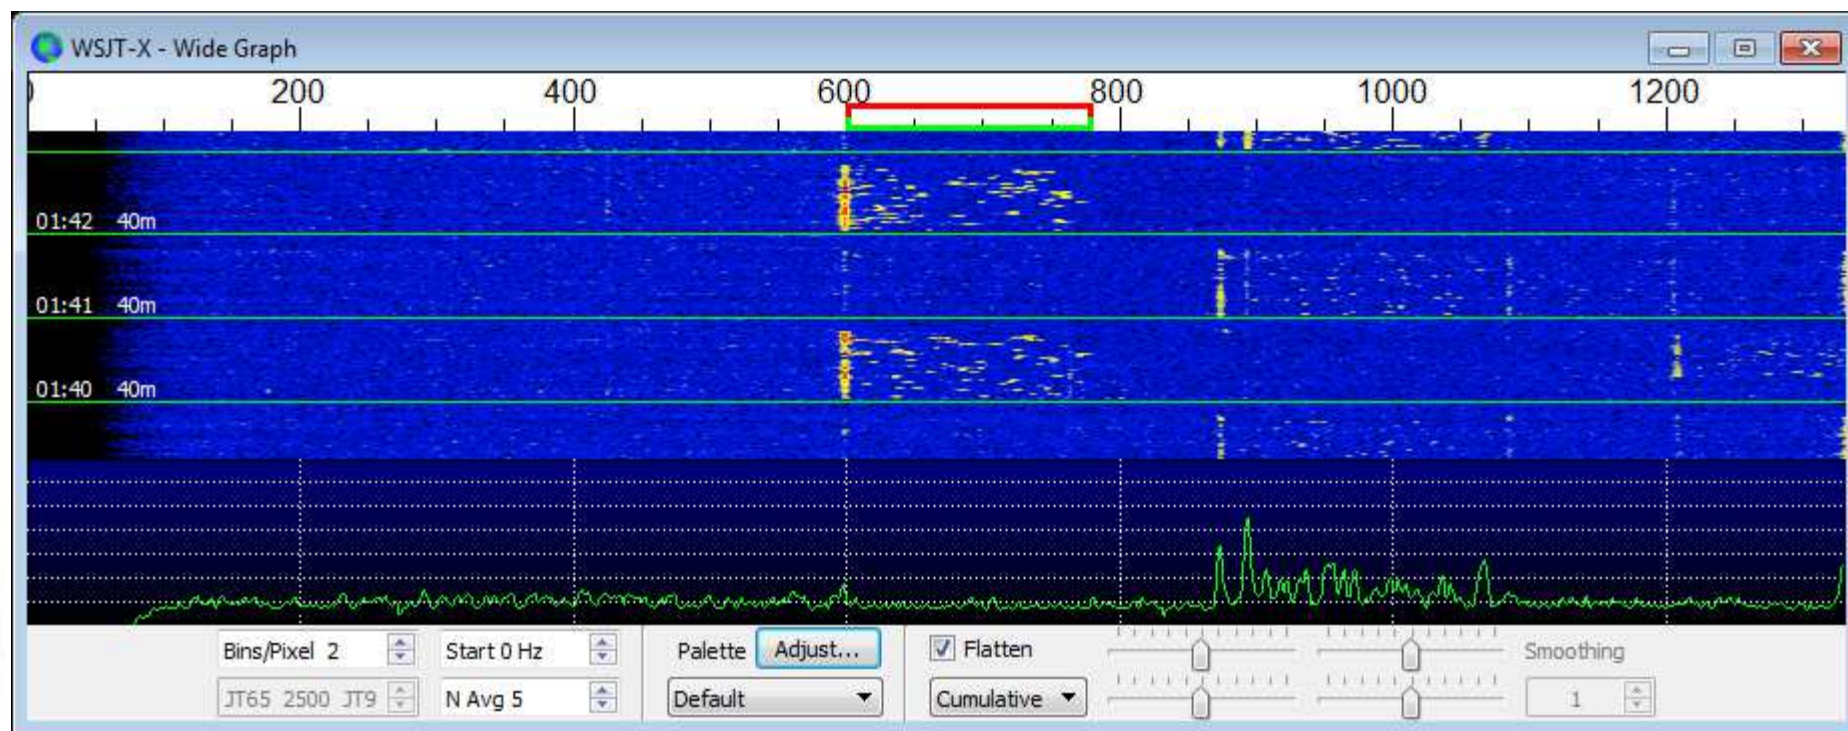 WSJT-X - Wide Graph
200 400 600 800 1000 1200
01:42 40m
01:41 40m
01:40 40m
Bins/Pixel 2 Start 0 Hz Palette Adjust... Flatten Smoothing
JT65 2500 JT9 N Avg 5 Default Cumulative 1